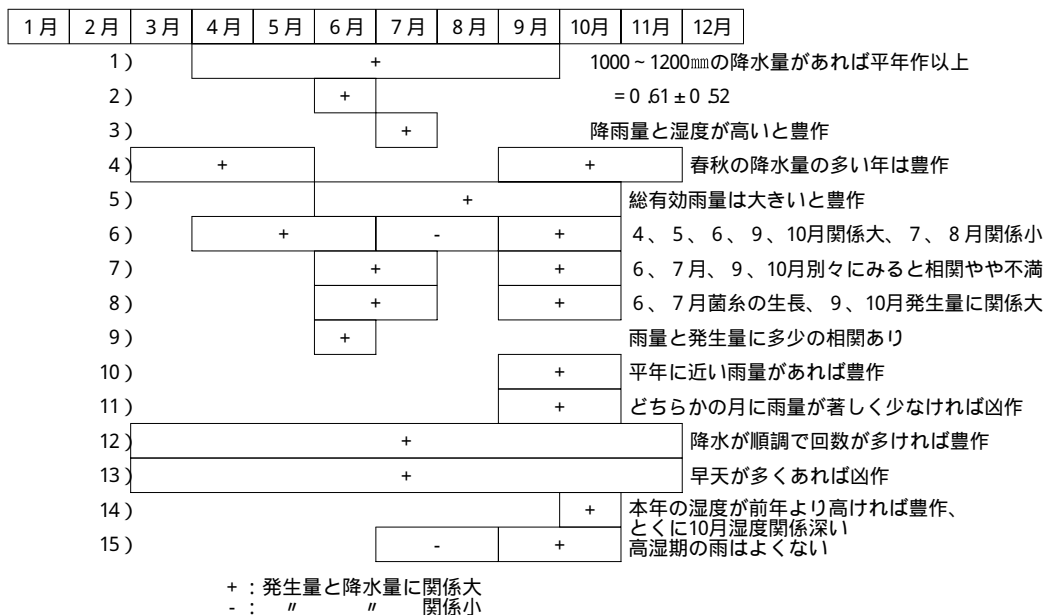 1月 2月 3月 4月 5月 6月 7月 8月 9月 10月 11月 12月
1) + 1000~1200㎜の降水量があれば平年作以上
2) + =0.61±0.52
3) + 降雨量と湿度が高いと豊作
4) + + 春秋の降水量の多い年は豊作
5) + 総有効雨量は大きいと豊作
6) + - + 4、5、6、9、10月関係大、7、8月関係小
7) + + 6、7月、9、10月別々にみると相関やや不満
8) + + 6、7月菌糸の生長、9、10月発生量に関係大
9) + 雨量と発生量に多少の相関あり
10) + 平年に近い雨量があれば豊作
11) + どちらかの月に雨量が著しく少なければ凶作
12) + 降水が順調で回数が多ければ豊作
13) + 早天が多くあれば凶作
14) + 本年の湿度が前年より高ければ豊作、
とくに10月湿度関係深い
15) - + 高湿期の雨はよくない
+:発生量と降水量に関係大
-: 〃 〃 関係小